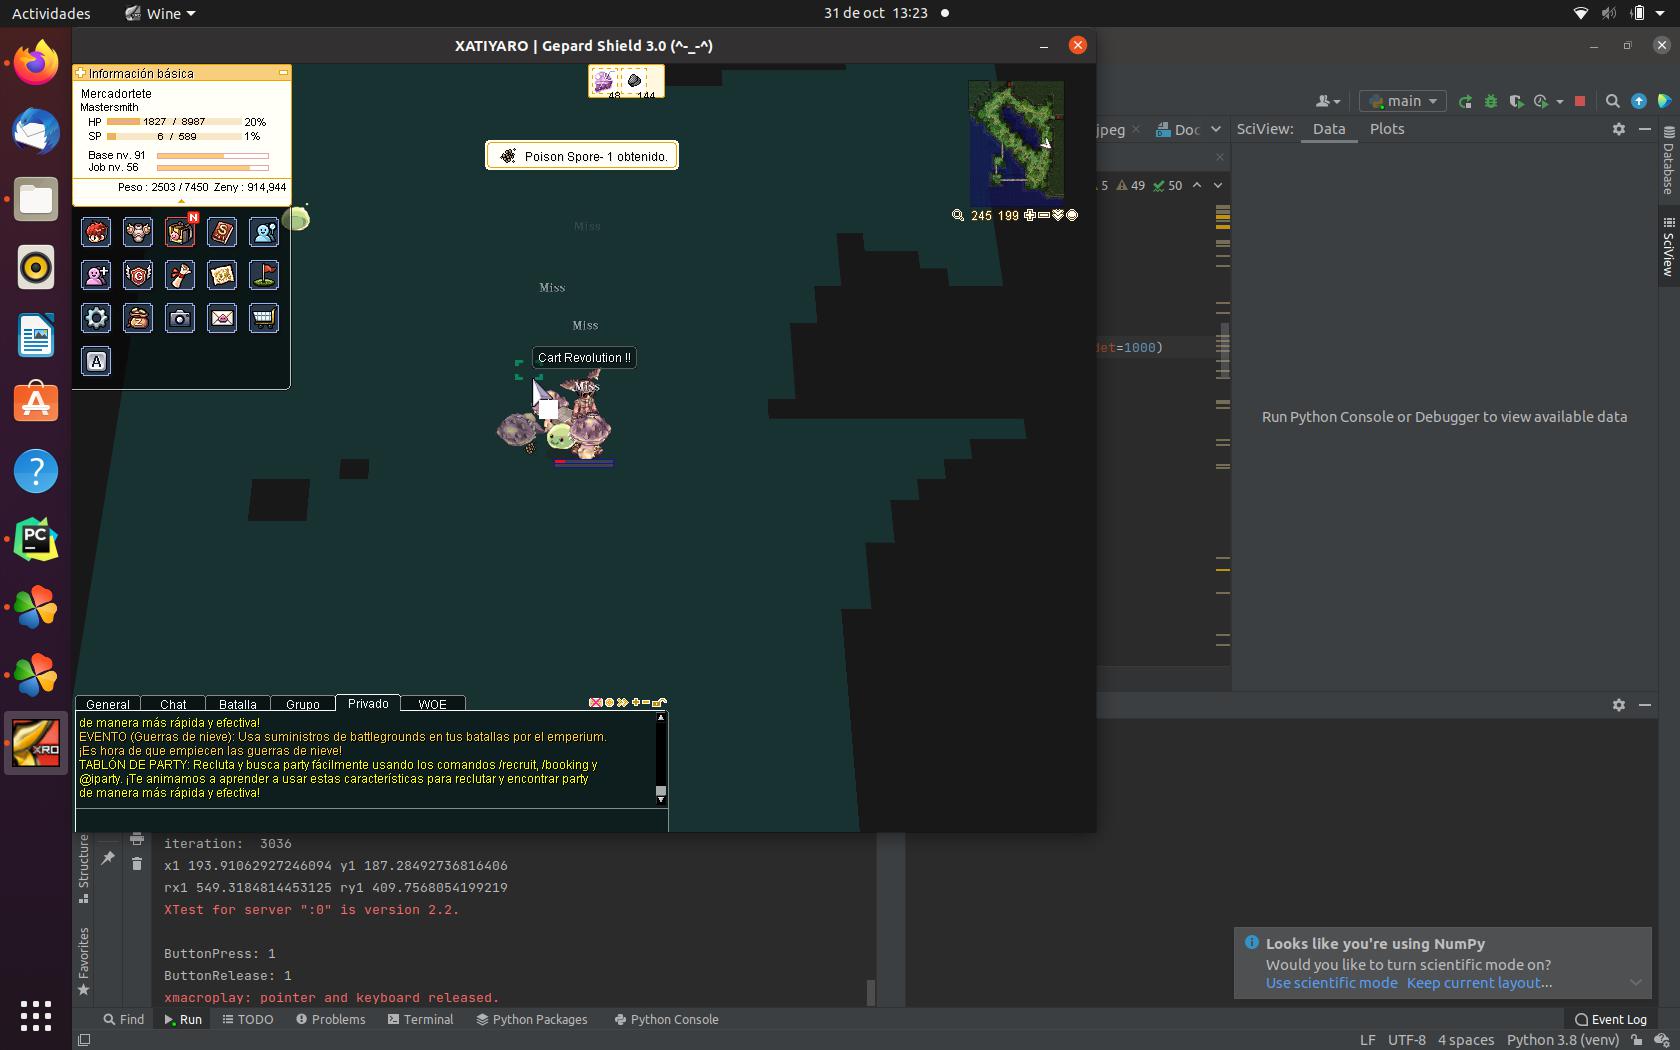 Actividades
Wine
31 de oct 13:23
XATIYARO | Gepard Shield 3.0 (^-_-^)
Información básica
Mercadortete
Mastersmith
HP 1827 / 8987 20%
SP 6 / 589 1%
Base nv. 91
Job nv. 56
Peso : 2503 / 7450 Zeny : 914,944
N
A
48 144
Poison Spore- 1 obtenido.
245 199
Miss
Miss
Miss
Cart Revolution !!
Miss
General
Chat
Batalla
Grupo
Privado
WOE
de manera más rápida y efectiva!
EVENTO (Guerras de nieve): Usa suministros de battlegrounds en tus batallas por el emperium.
¡Es hora de que empiecen las guerras de nieve!
TABLÓN DE PARTY: Recluta y busca party fácilmente usando los comandos /recruit, /booking y
@iparty. ¡Te animamos a aprender a usar estas características para reclutar y encontrar party
de manera más rápida y efectiva!
main
jpeg
Doc
SciView:
Data
Plots
5 49 50
det=1000)
Run Python Console or Debugger to view available data
Database
SciView
PC
XRO
iteration: 3036
x1 193.91062927246094 y1 187.28492736816406
rx1 549.3184814453125 ry1 409.7568054199219
XTest for server ":0" is version 2.2.
ButtonPress: 1
ButtonRelease: 1
xmacroplay: pointer and keyboard released.
Structure
Favorites
Looks like you're using NumPy
Would you like to turn scientific mode on?
Use scientific mode Keep current layout...
Find
Run
TODO
Problems
Terminal
Python Packages
Python Console
Event Log
LF UTF-8 4 spaces Python 3.8 (venv)